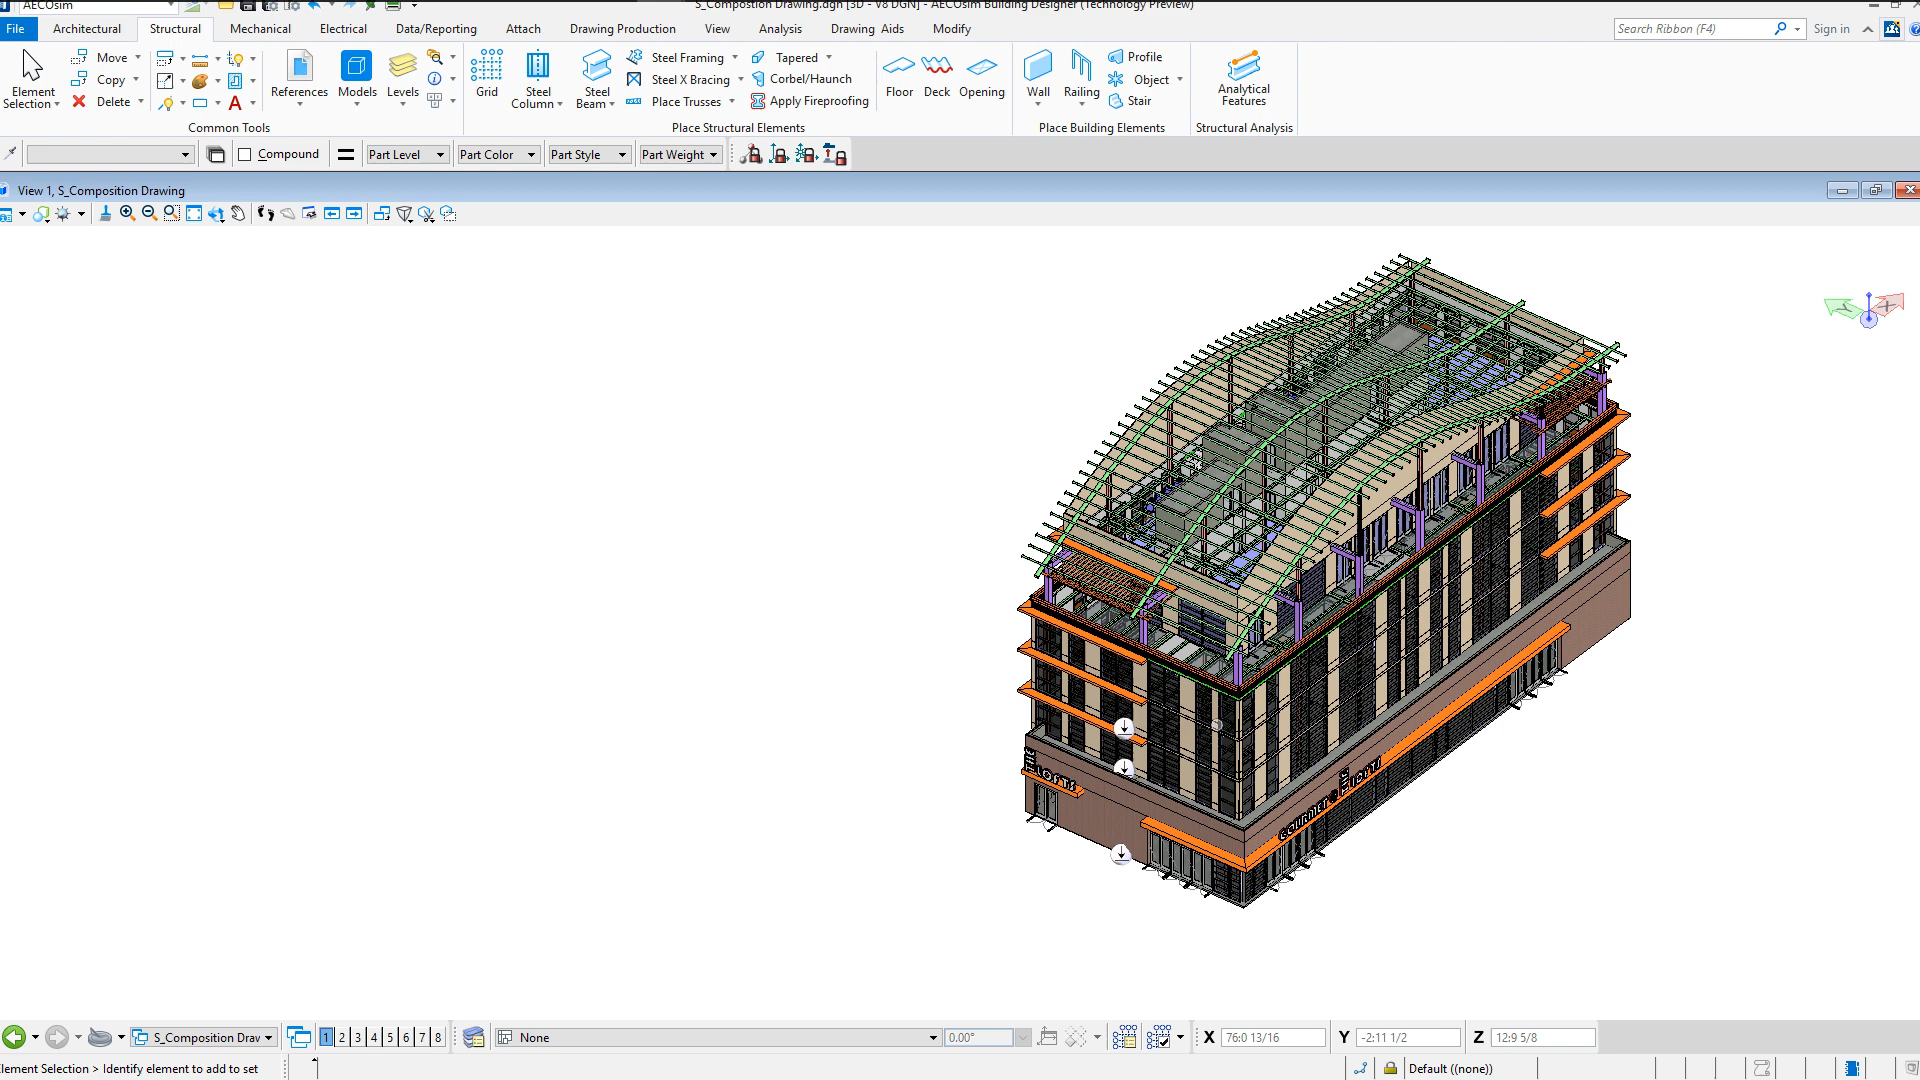 AECOsim
S_Compostion Drawing.dgn [3D - V8 DGN] - AECOsim Building Designer (Technology Preview)
File
Architectural
Structural
Mechanical
Electrical
Data/Reporting
Attach
Drawing Production
View
Analysis
Drawing Aids
Modify
Search Ribbon (F4)
Sign in
Element
Selection
Move
Copy
Delete
References
Models
Levels
Common Tools
Grid
Steel
Column
Steel
Beam
Steel Framing
Steel X Bracing
Place Trusses
Tapered
Corbel/Haunch
Apply Fireproofing
Floor
Deck
Opening
Place Structural Elements
Wall
Railing
Profile
Object
Stair
Place Building Elements
Analytical
Features
Structural Analysis
Compound
Part Level
Part Color
Part Style
Part Weight
View 1, S_Composition Drawing
Y
X
THE
LOFTS
GOURMET @ THE LOFTS
S_Composition Drav
1 2 3 4 5 6 7 8
None
0.00°
X 76:0 13/16
Y -2:11 1/2
Z 12:9 5/8
lement Selection > Identify element to add to set
Default ((none))